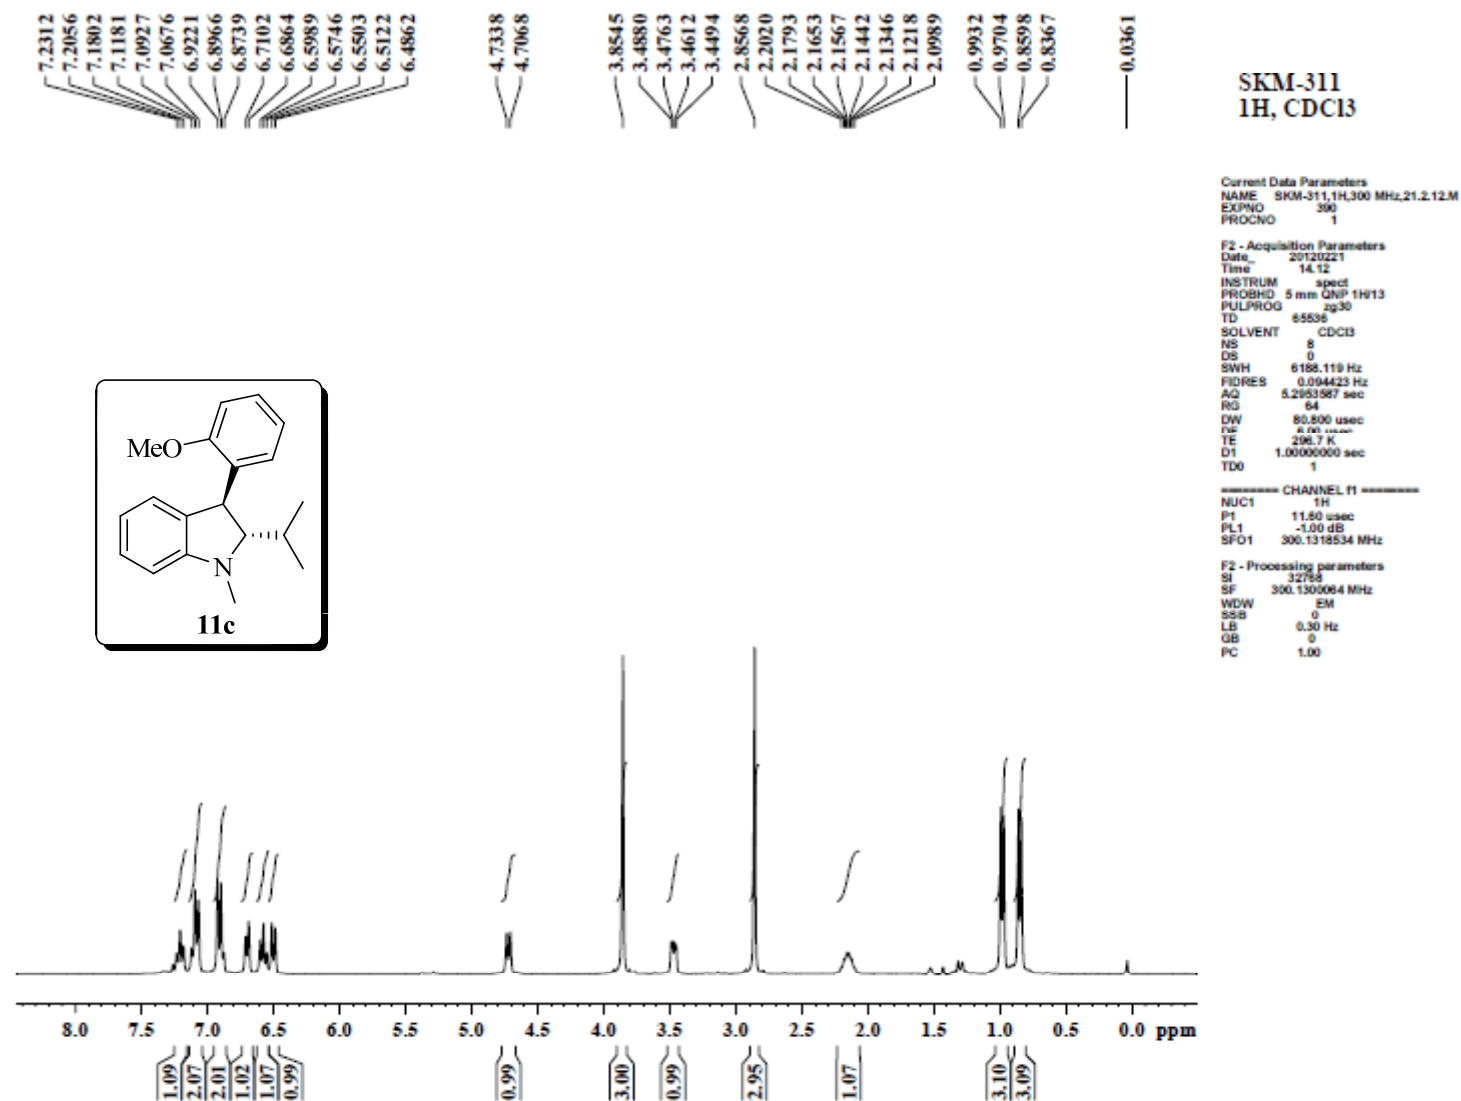 7.2312
7.2056
7.1802
7.1181
7.0927
7.0676
6.9221
6.8966
6.8739
6.7102
6.6864
6.5989
6.5746
6.5503
6.5122
6.4862
4.7338
4.7068
3.8545
3.4880
3.4763
3.4612
3.4494
2.8568
2.2020
2.1793
2.1653
2.1567
2.1442
2.1346
2.1218
2.0989
0.9932
0.9704
0.8598
0.8367
0.0361
SKM-311
1H, CDCl3
Current Data Parameters
NAME SKM-311,1H,300 MHz,21.2.12.M
EXPNO 390
PROCNO 1
F2 - Acquisition Parameters
Date_ 20120221
Time 14.12
INSTRUM spect
PROBHD 5 mm QNP 1H/13
PULPROG zg30
TD 65536
SOLVENT CDCl3
NS 8
DS 0
SWH 6188.119 Hz
FIDRES 0.094423 Hz
AQ 5.2953587 sec
RG 64
DW 80.800 usec
DE 6.00 usec
TE 296.7 K
D1 1.00000000 sec
TD0 1
======== CHANNEL f1 ========
NUC1 1H
P1 11.60 usec
PL1 -1.00 dB
SFO1 300.1318534 MHz
F2 - Processing parameters
SI 32768
SF 300.1300064 MHz
WDW EM
SSB 0
LB 0.30 Hz
GB 0
PC 1.00
MeO
N
11c
8.0 7.5 7.0 6.5 6.0 5.5 5.0 4.5 4.0 3.5 3.0 2.5 2.0 1.5 1.0 0.5 0.0 ppm
1.09
2.07
2.01
1.02
1.07
0.99
0.99
3.00
0.99
2.95
1.07
3.10
3.09